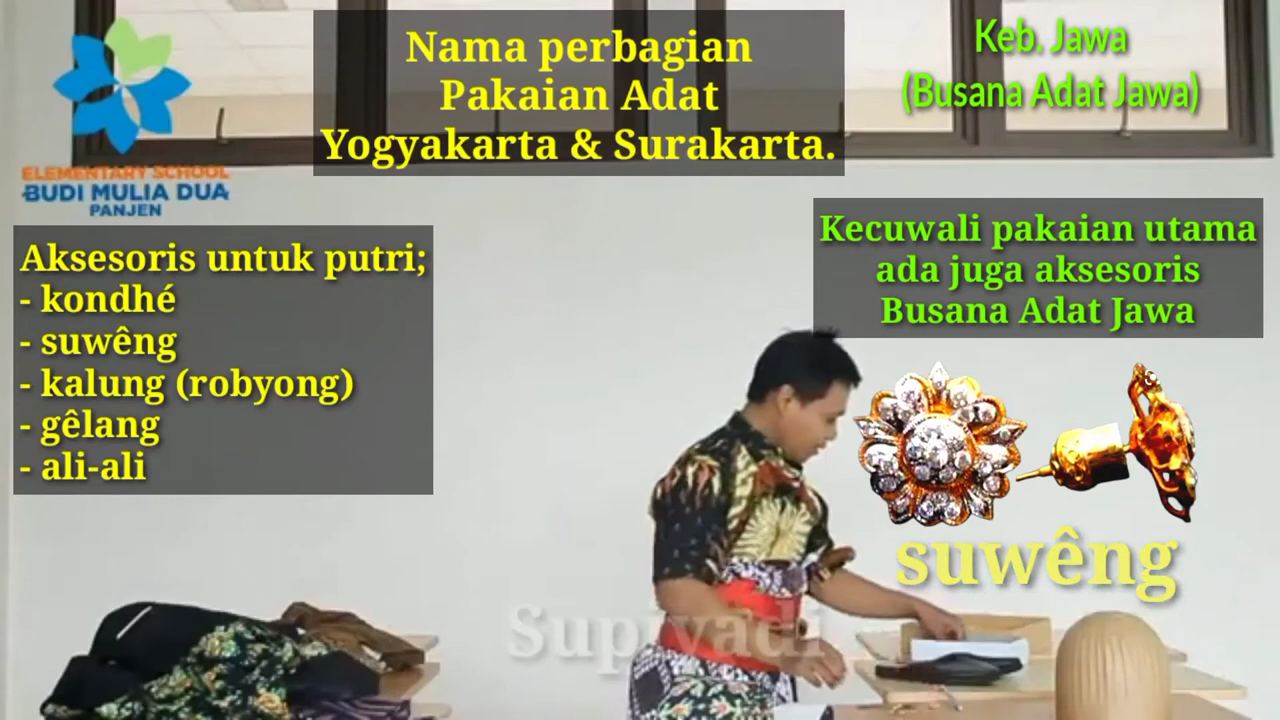 ELEMENTARY SCHOOL
BUDI MULIA DUA
PANJEN
Nama perbagian
Pakaian Adat
Yogyakarta & Surakarta.
Keb. Jawa
(Busana Adat Jawa)
Aksesoris untuk putri;
- kondhé
- suwêng
- kalung (robyong)
- gêlang
- ali-ali
Kecuwali pakaian utama
ada juga aksesoris
Busana Adat Jawa
suwêng
Supiyadi